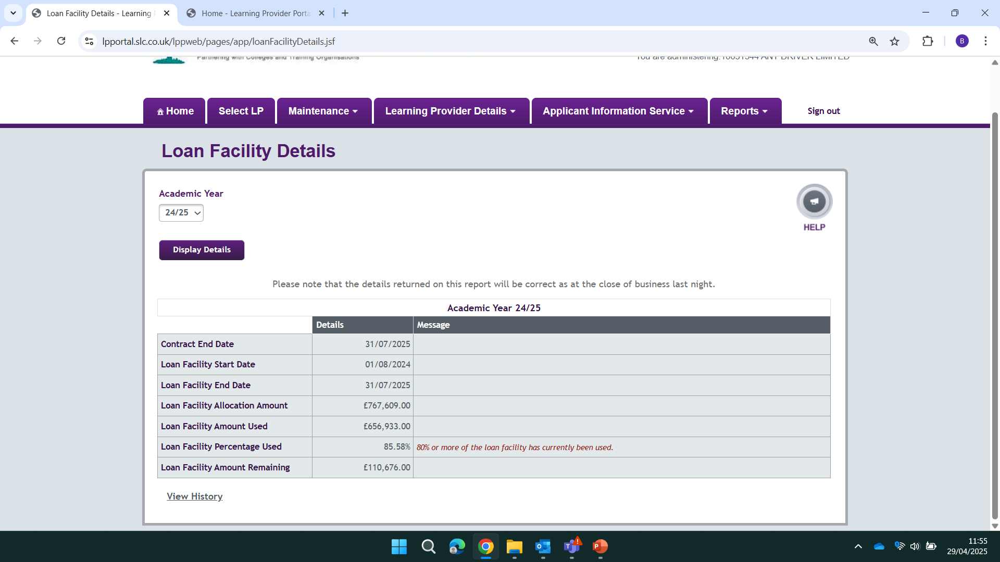 Loan Facility Details - Learning
Home - Learning Provider Porta
lpportal.slc.co.uk/lppweb/pages/app/loanFacilityDetails.jsf
B
Partnering with Colleges and Training Organisations
You are administering:10031544 ANY DRIVER LIMITED
Home
Select LP
Maintenance
Learning Provider Details
Applicant Information Service
Reports
Sign out
Loan Facility Details
Academic Year
24/25
HELP
Display Details
Please note that the details returned on this report will be correct as at the close of business last night.
Academic Year 24/25
Details Message
Contract End Date 31/07/2025
Loan Facility Start Date 01/08/2024
Loan Facility End Date 31/07/2025
Loan Facility Allocation Amount £767,609.00
Loan Facility Amount Used £656,933.00
Loan Facility Percentage Used 85.58% 80% or more of the loan facility has currently been used.
Loan Facility Amount Remaining £110,676.00
View History
11:55
29/04/2025